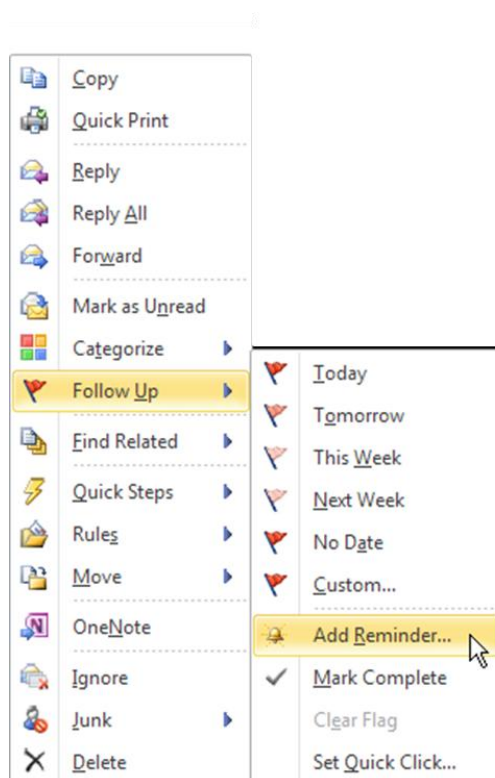 Copy
Quick Print
Reply
Reply All
Forward
Mark as Unread
Categorize
Follow Up
Find Related
Quick Steps
Rules
Move
OneNote
Ignore
Junk
Delete
Today
Tomorrow
This Week
Next Week
No Date
Custom...
Add Reminder...
Mark Complete
Clear Flag
Set Quick Click...